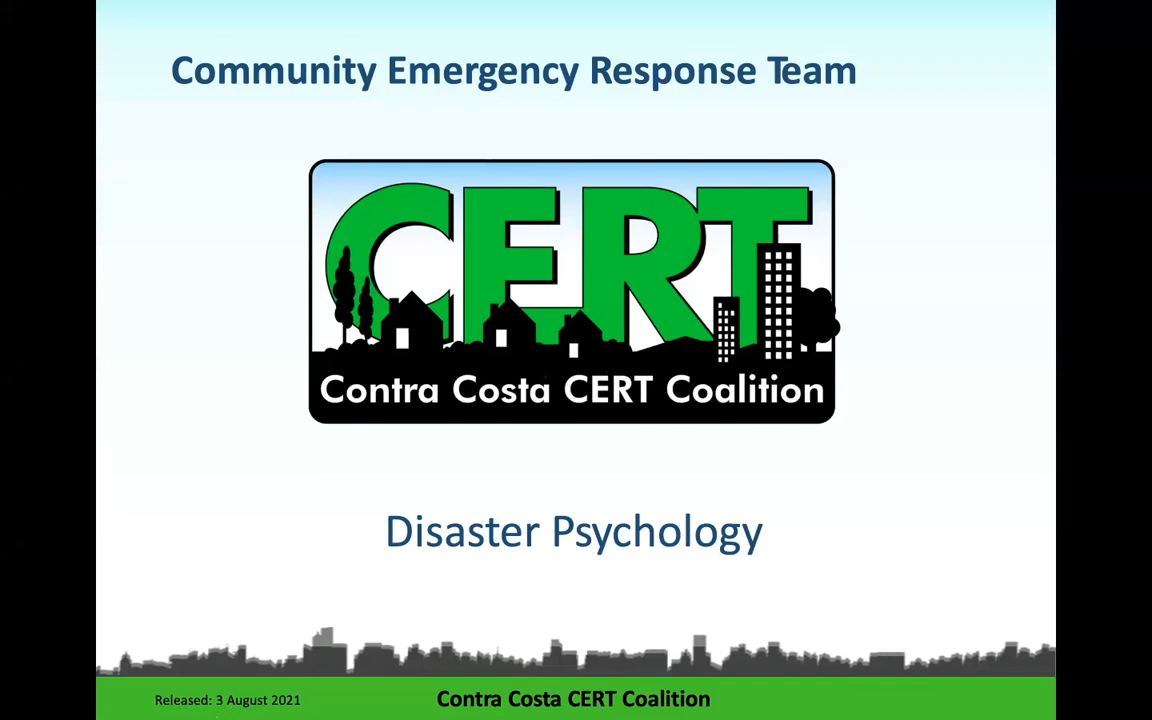 Community Emergency Response Team
CERT
Contra Costa CERT Coalition
Disaster Psychology
Released: 3 August 2021
Contra Costa CERT Coalition